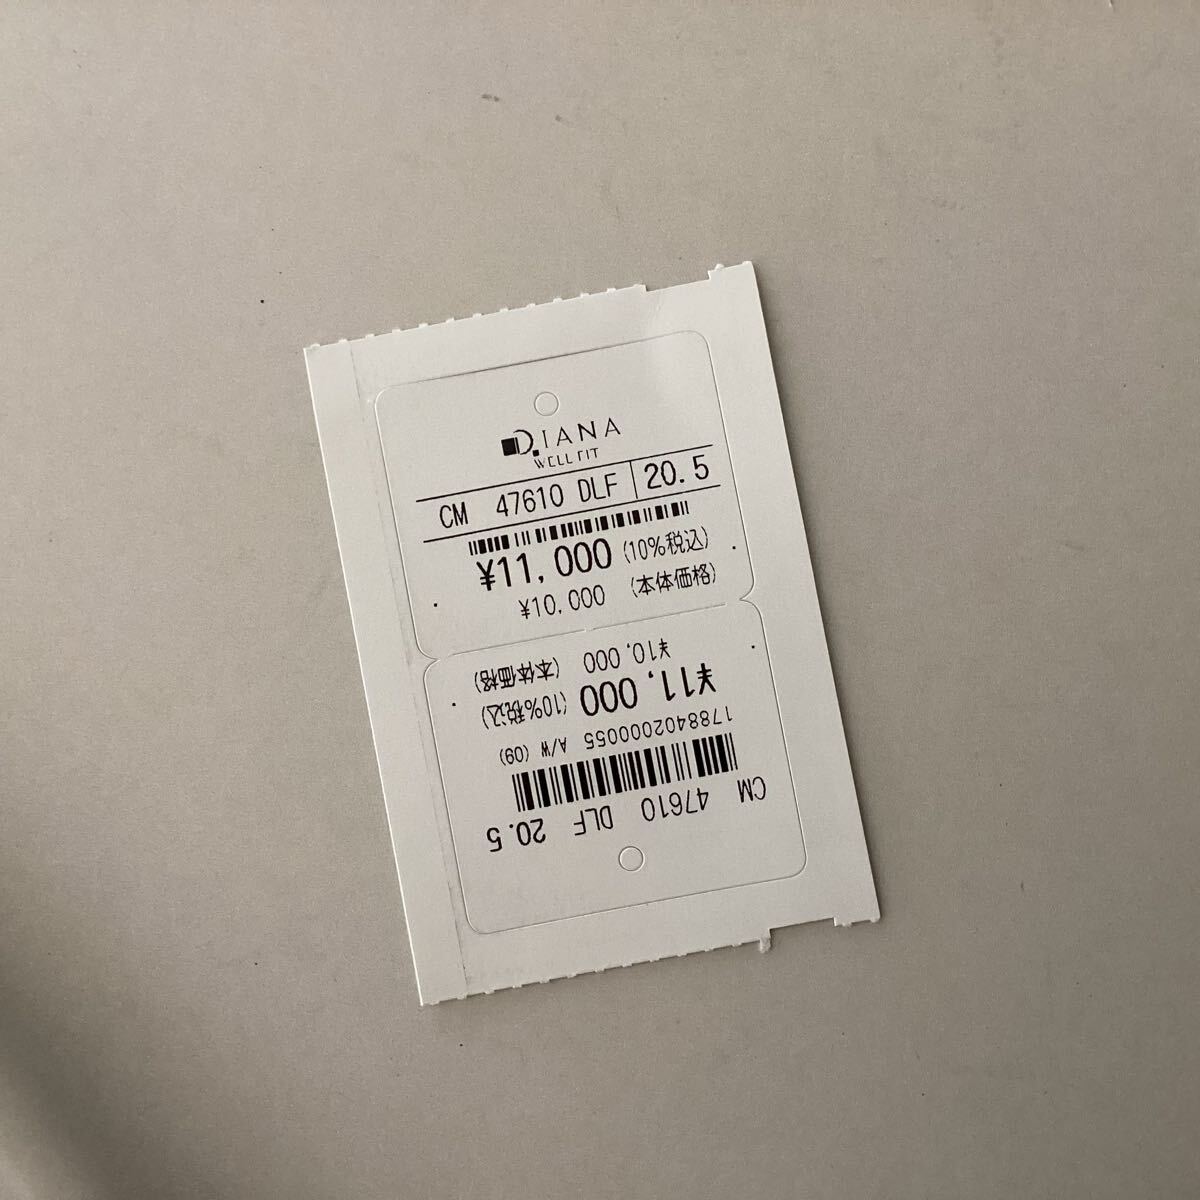 DIANA
WELL FIT
CM 47610 DLF 20.5
¥11,000 (10%税込)
¥10,000 (本体価格)
CM 47610 DLF 20.5
1788402000055 A/W (09)
¥11,000 (10%税込)
¥10,000 (本体価格)